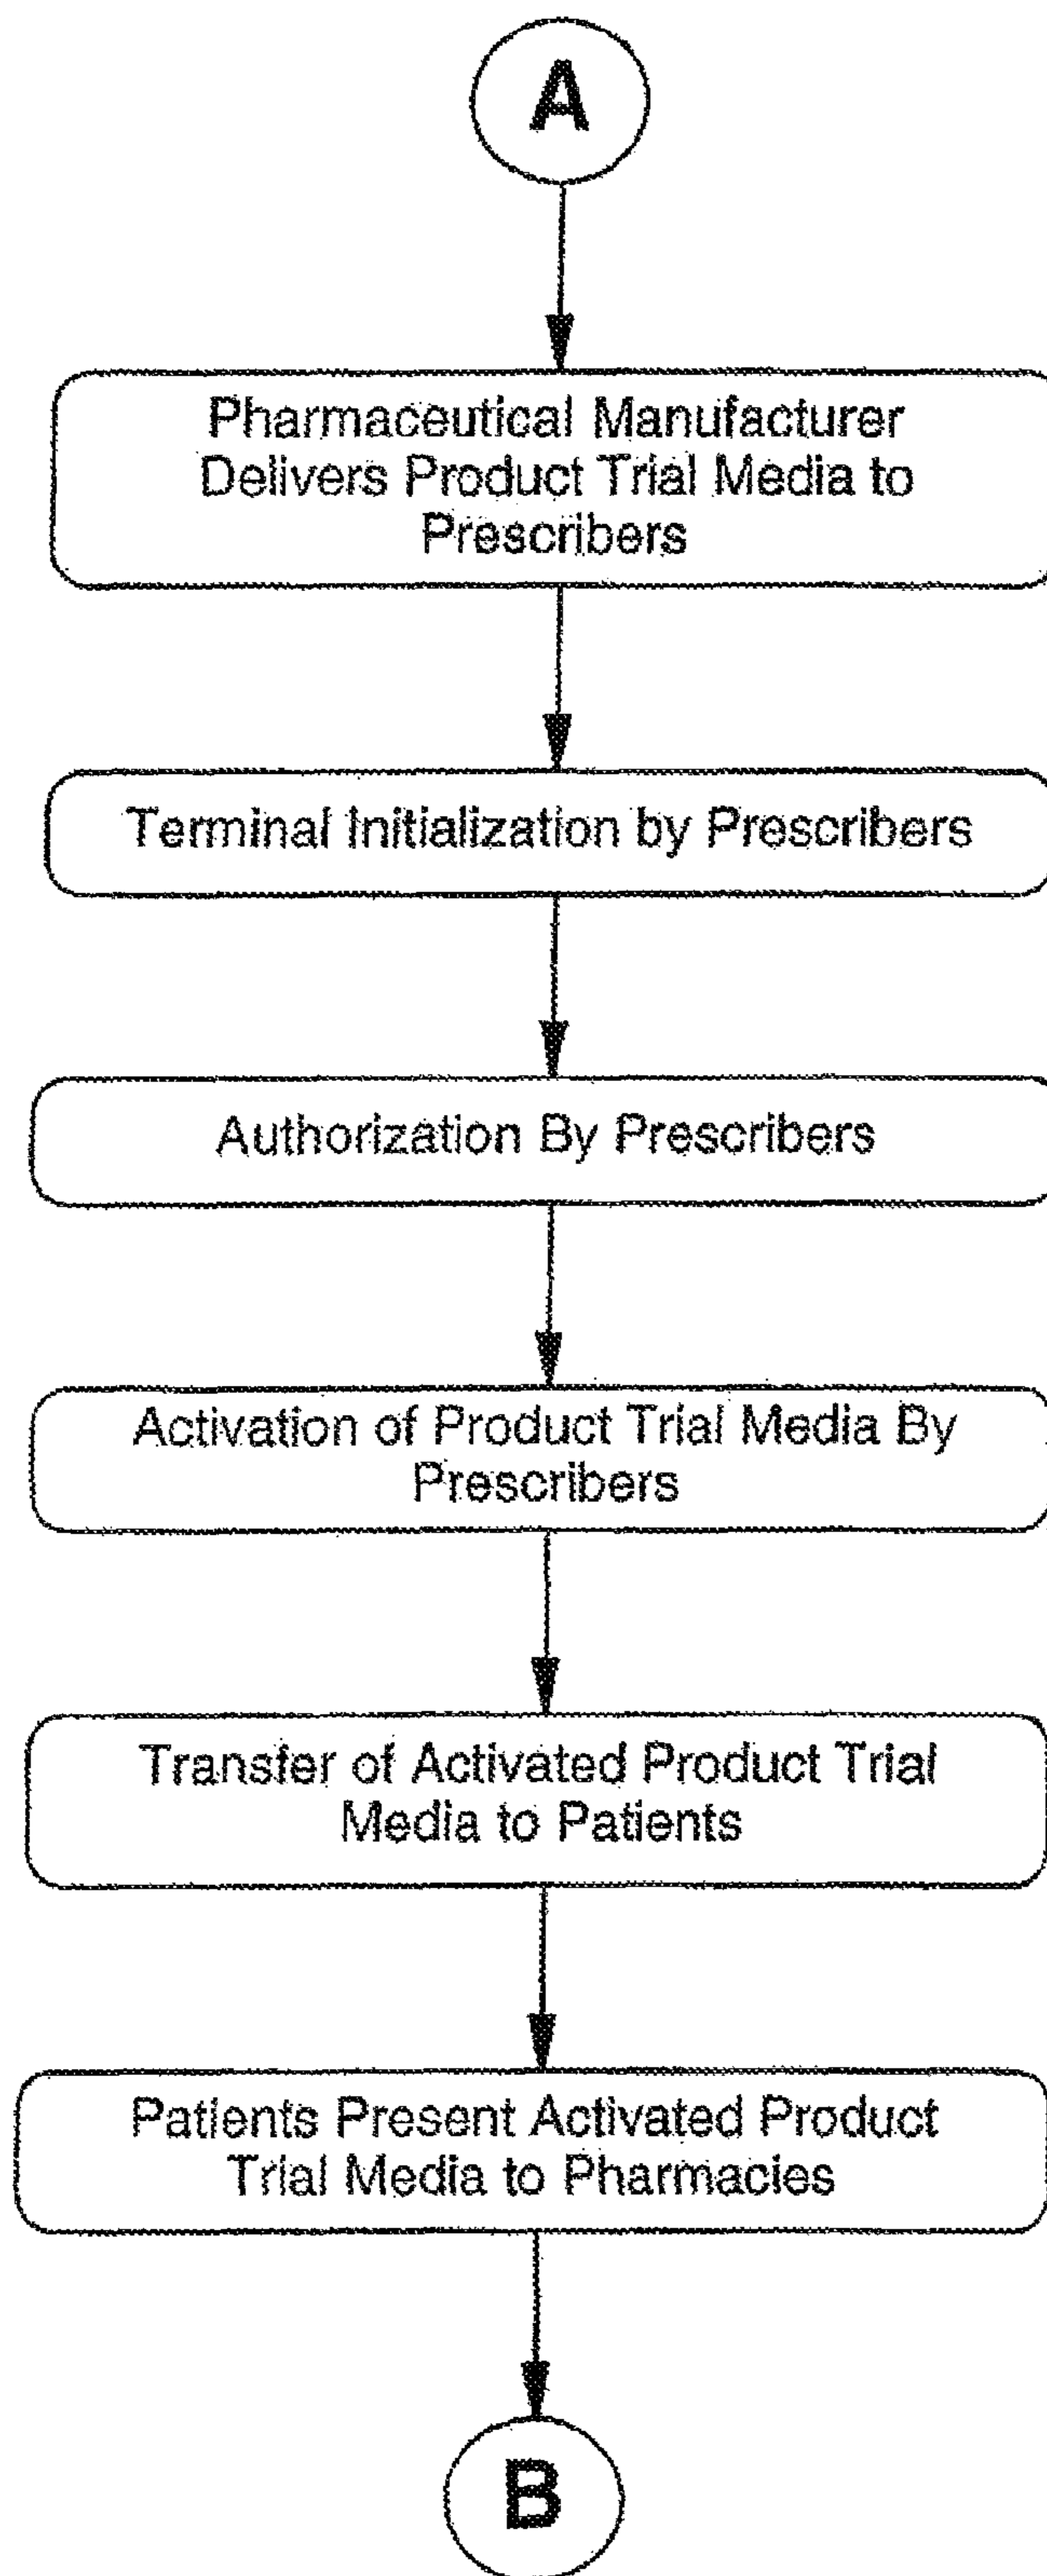 A
Pharmaceutical Manufacturer
Delivers Product Trial Media to
Prescribers
Terminal Initialization by Prescribers
Authorization By Prescribers
Activation of Product Trial Media By
Prescribers
Transfer of Activated Product Trial
Media to Patients
Patients Present Activated Product
Trial Media to Pharmacies
B